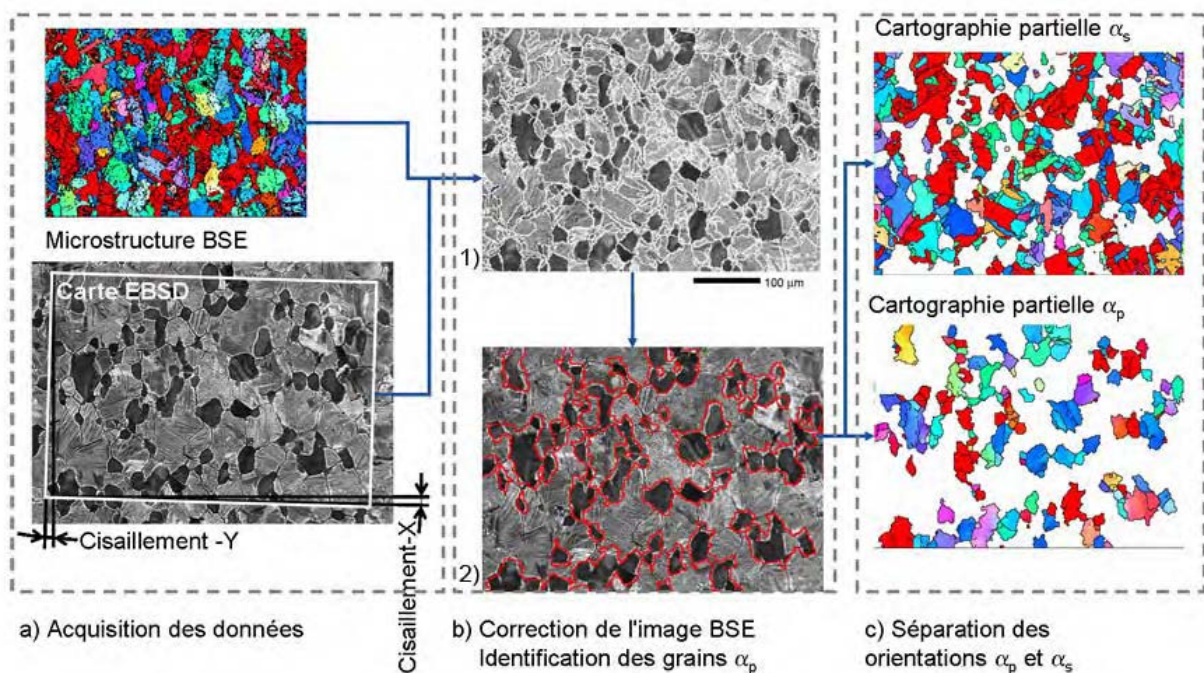 Microstructure BSE
Carte EBSD
Cisaillement -Y
Cisaillement-X
a) Acquisition des données
1)
100 μm
2)
b) Correction de l'image BSE
Identification des grains αp
Cartographie partielle αs
Cartographie partielle αp
c) Séparation des
orientations αp et αs